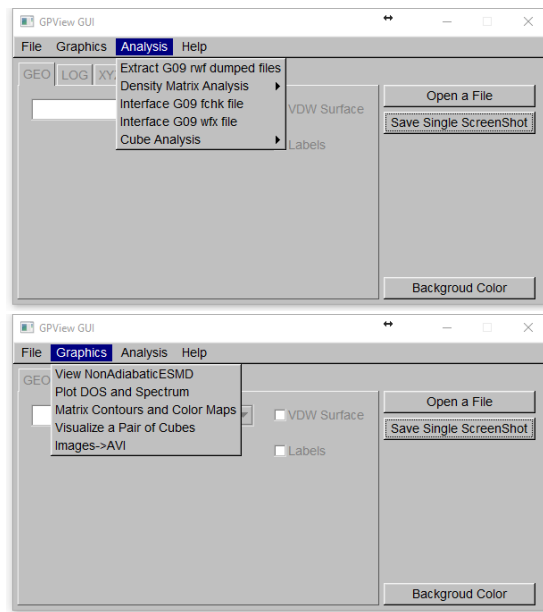 GPView GUI
File Graphics Analysis Help
GEO LOG XY
Extract G09 rwf dumped files
Density Matrix Analysis
Interface G09 fchk file
Interface G09 wfx file
Cube Analysis
VDW Surface
Labels
Open a File
Save Single ScreenShot
Backgroud Color
GPView GUI
File Graphics Analysis Help
GEO
View NonAdiabaticESMD
Plot DOS and Spectrum
Matrix Contours and Color Maps
Visualize a Pair of Cubes
Images->AVI
VDW Surface
Labels
Open a File
Save Single ScreenShot
Backgroud Color